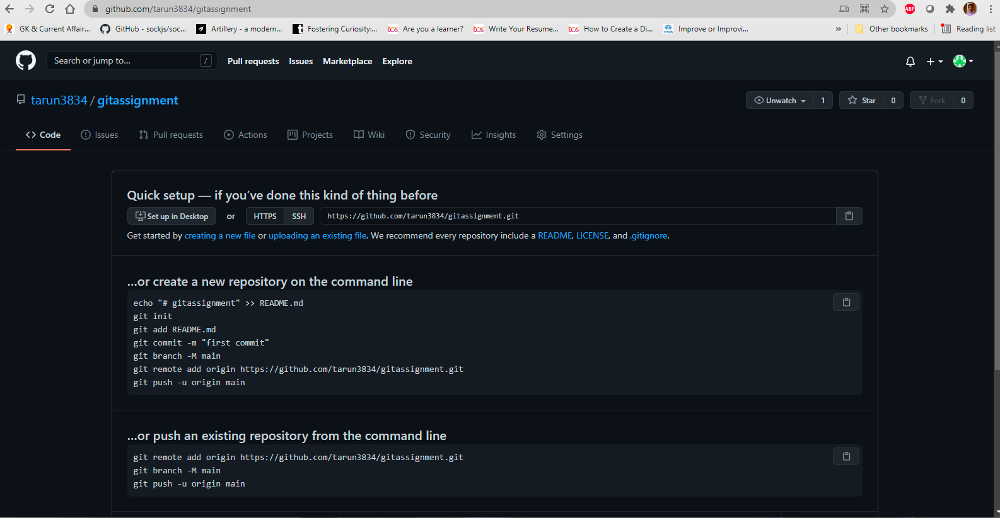 github.com/tarun3834/gitassignment
ABP
GK & Current Affair... GitHub - sockjs/soc... Artillery - a modern... Fostering Curiosity:... tcs Are you a learner? tcs Write Your Resume... tcs How to Create a Di... TATA Improve or Improvi... » Other bookmarks Reading list
Search or jump to... / Pull requests Issues Marketplace Explore
tarun3834 / gitassignment Unwatch 1 Star 0 Fork 0
Code Issues Pull requests Actions Projects Wiki Security Insights Settings
Quick setup — if you’ve done this kind of thing before
Set up in Desktop or HTTPS SSH https://github.com/tarun3834/gitassignment.git
Get started by creating a new file or uploading an existing file. We recommend every repository include a README, LICENSE, and .gitignore.
…or create a new repository on the command line
echo "# gitassignment" >> README.md
git init
git add README.md
git commit -m "first commit"
git branch -M main
git remote add origin https://github.com/tarun3834/gitassignment.git
git push -u origin main
…or push an existing repository from the command line
git remote add origin https://github.com/tarun3834/gitassignment.git
git branch -M main
git push -u origin main